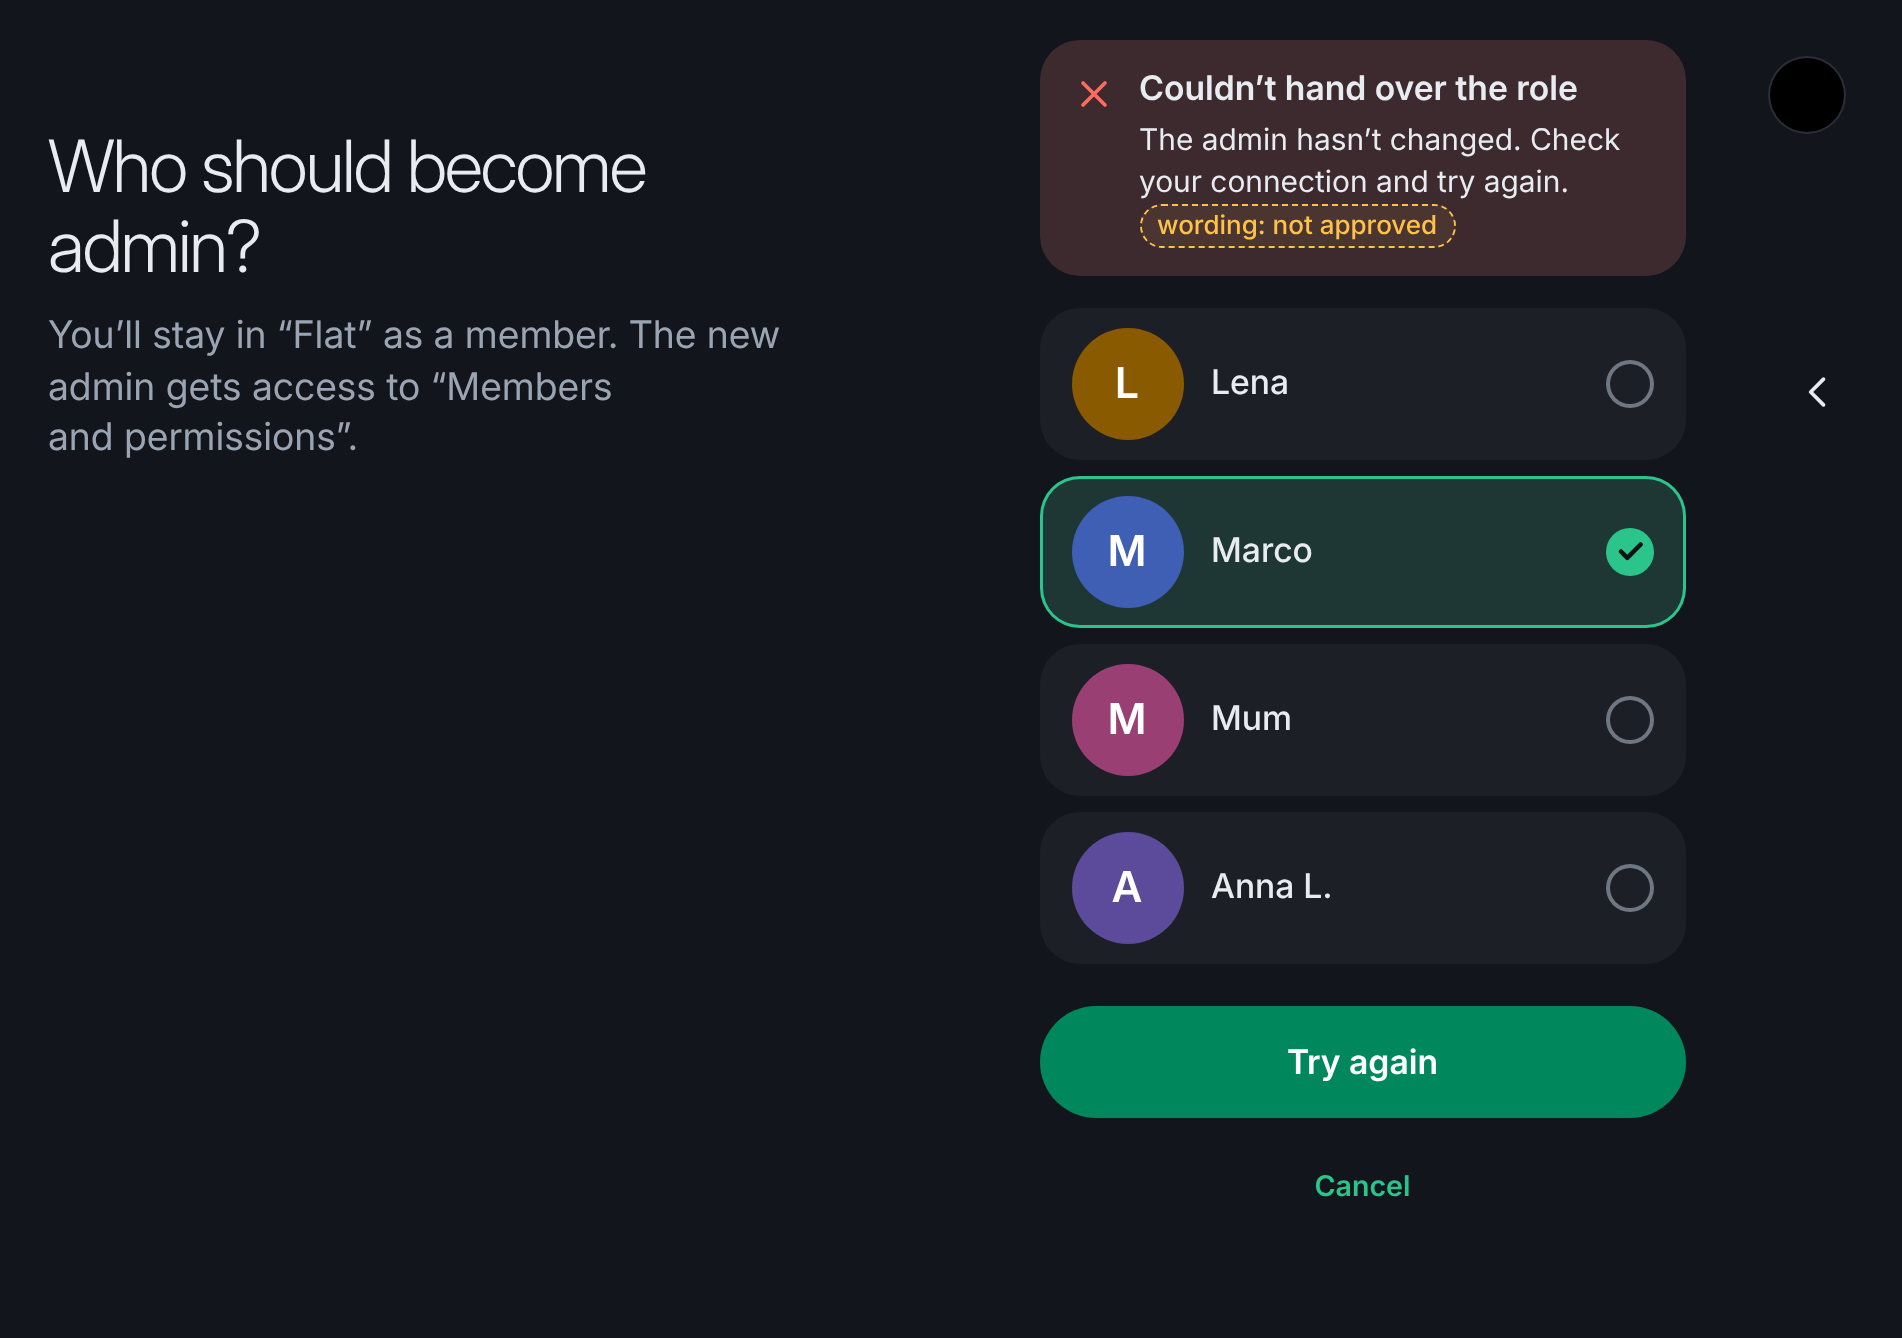 Who should become
admin?
You’ll stay in “Flat” as a member. The new
admin gets access to “Members
and permissions”.
Couldn’t hand over the role
The admin hasn’t changed. Check
your connection and try again.
wording: not approved
L
Lena
M
Marco
M
Mum
A
Anna L.
Try again
Cancel